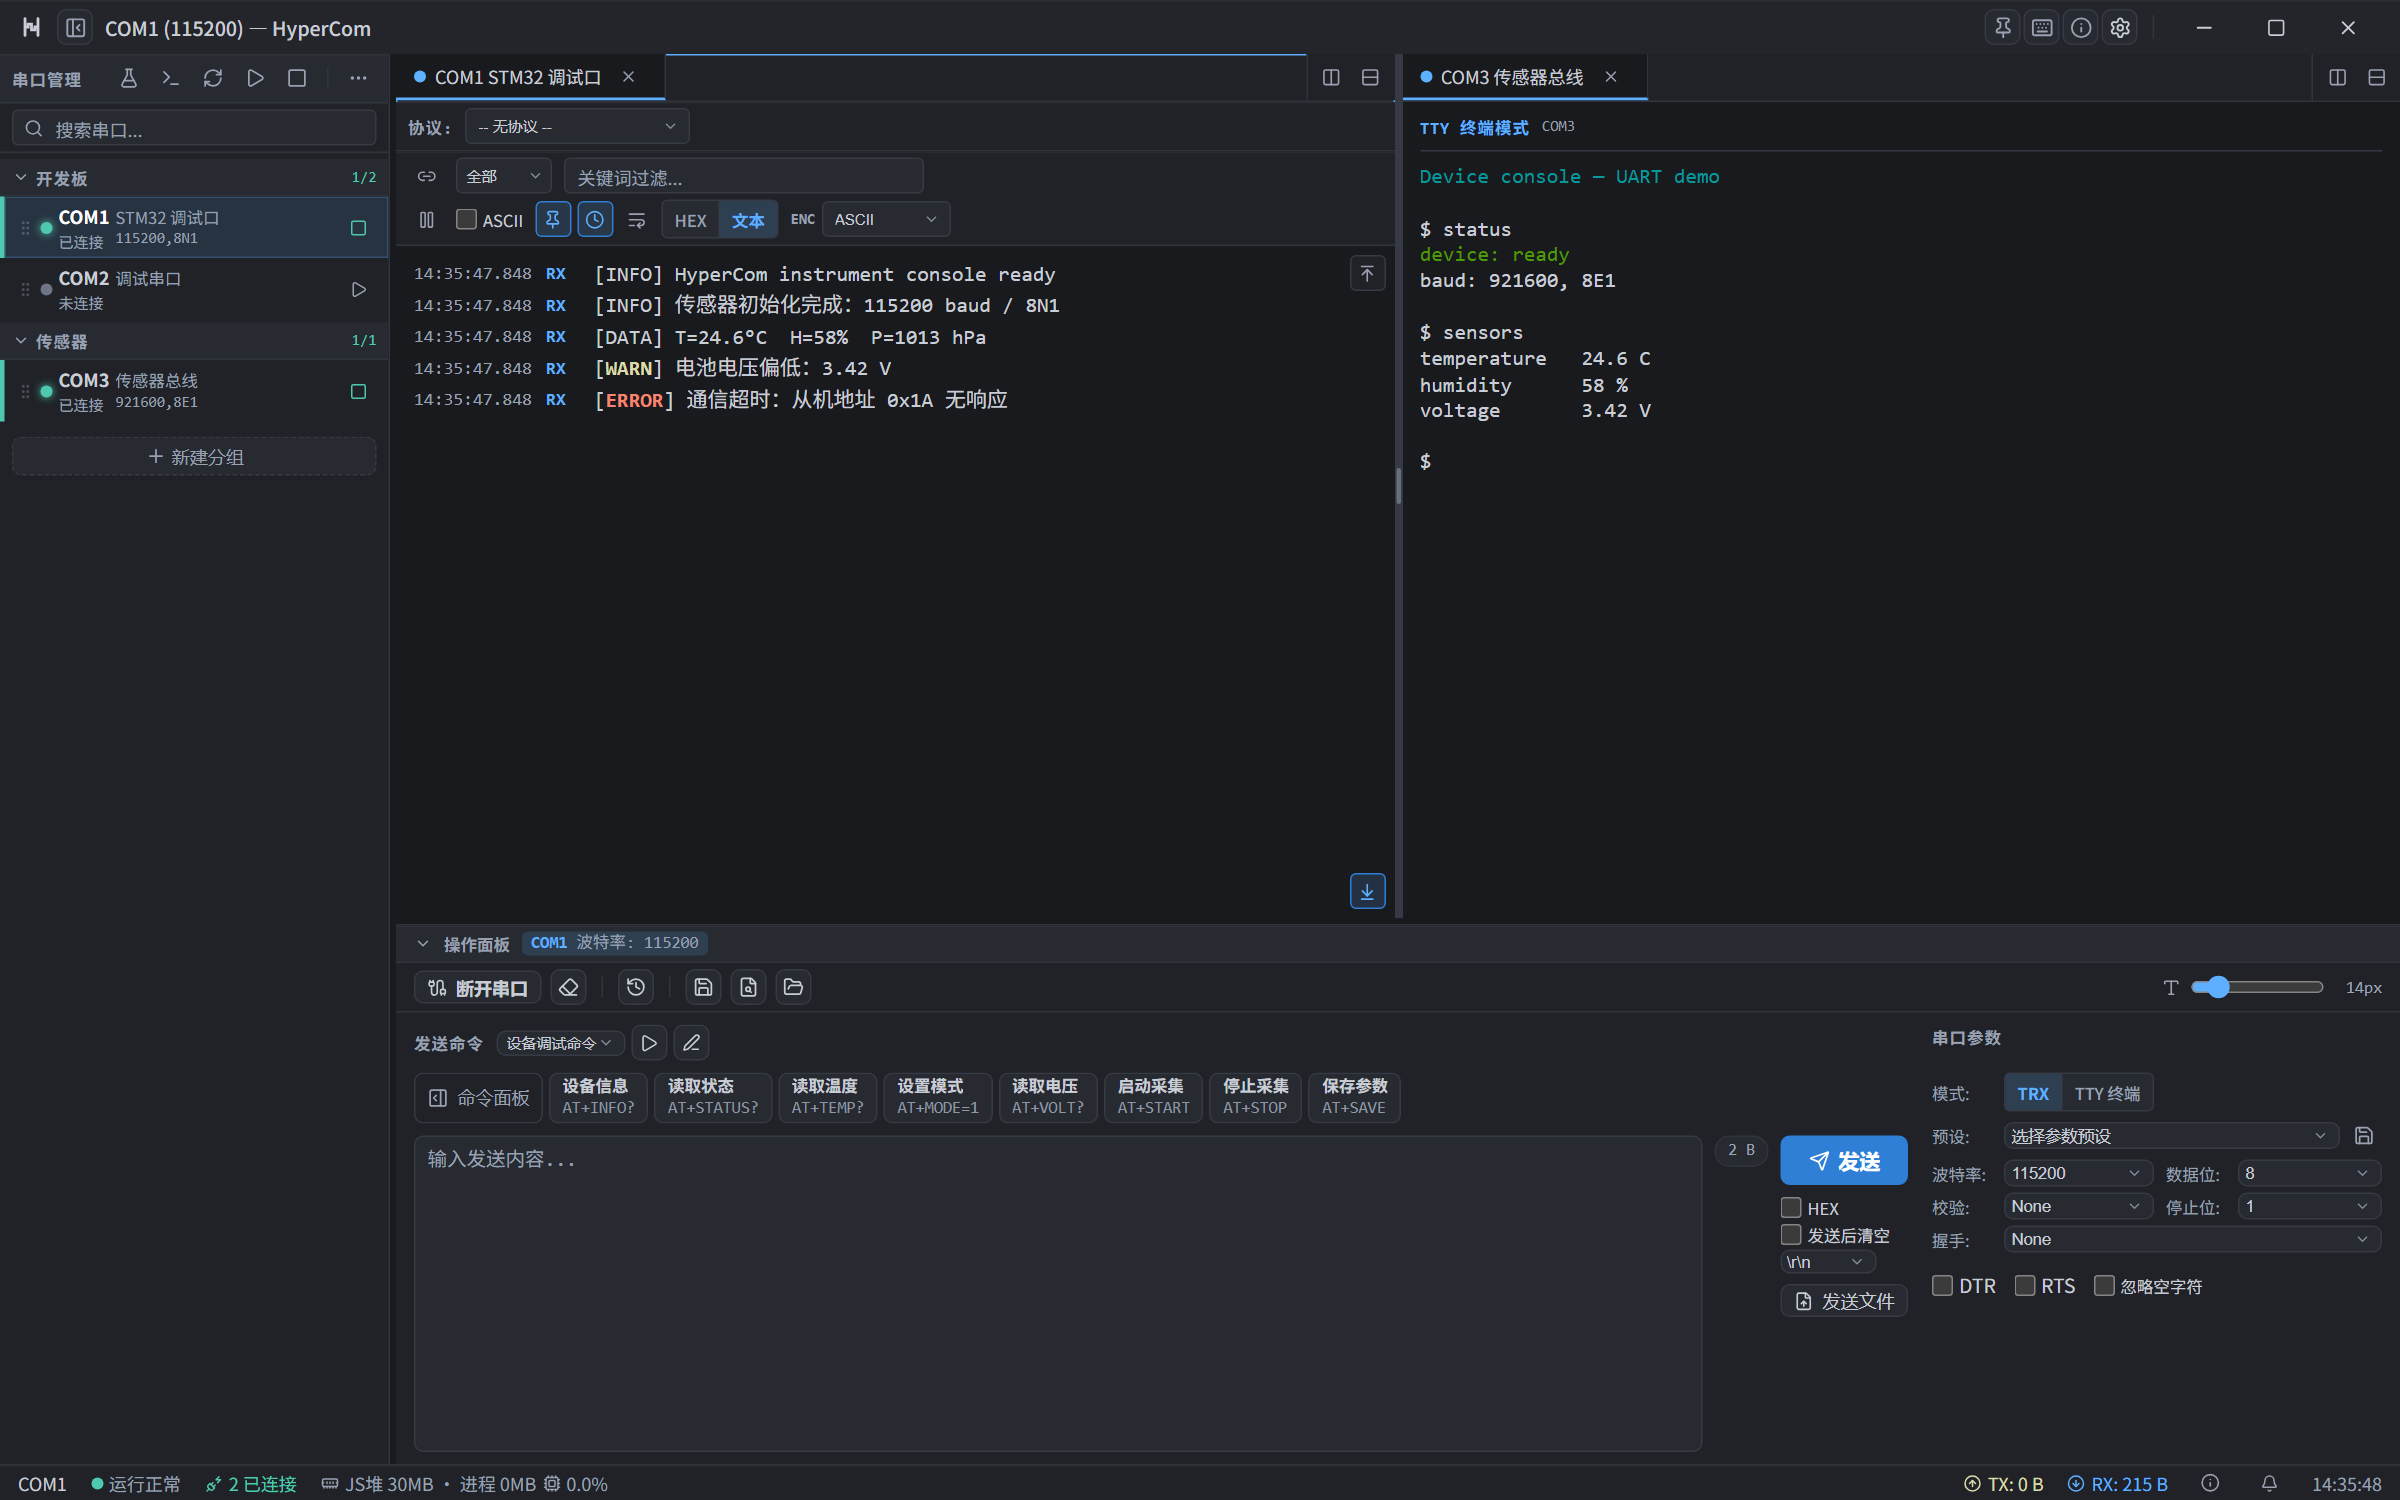 COM1 (115200) — HyperCom
串口管理
搜索串口...
开发板 1/2
COM1 STM32 调试口
已连接 115200,8N1
COM2 调试串口
未连接
传感器 1/1
COM3 传感器总线
已连接 921600,8E1
新建分组
COM1 STM32 调试口
协议: -- 无协议 --
全部 关键词过滤...
ASCII HEX 文本 ENC ASCII
14:35:47.848 RX [INFO] HyperCom instrument console ready
14:35:47.848 RX [INFO] 传感器初始化完成: 115200 baud / 8N1
14:35:47.848 RX [DATA] T=24.6°C H=58% P=1013 hPa
14:35:47.848 RX [WARN] 电池电压偏低: 3.42 V
14:35:47.848 RX [ERROR] 通信超时: 从机地址 0x1A 无响应
COM3 传感器总线
TTY 终端模式 COM3
Device console — UART demo
$ status
device: ready
baud: 921600, 8E1
$ sensors
temperature 24.6 C
humidity 58 %
voltage 3.42 V
$
操作面板 COM1 波特率: 115200
断开串口
14px
发送命令 设备调试命令
命令面板
设备信息
AT+INFO?
读取状态
AT+STATUS?
读取温度
AT+TEMP?
设置模式
AT+MODE=1
读取电压
AT+VOLT?
启动采集
AT+START
停止采集
AT+STOP
保存参数
AT+SAVE
输入发送内容...
2 B
发送
HEX
发送后清空
\r\n
发送文件
串口参数
模式: TRX TTY 终端
预设: 选择参数预设
波特率: 115200 数据位: 8
校验: None 停止位: 1
握手: None
DTR RTS 忽略空字符
COM1 运行正常 2 已连接 JS堆 30MB · 进程 0MB 0.0%
TX: 0 B RX: 215 B 14:35:48